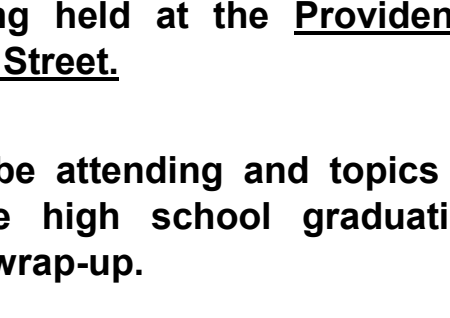 ng held at the Providen
Street.
be attending and topics
e high school graduati
wrap-up.